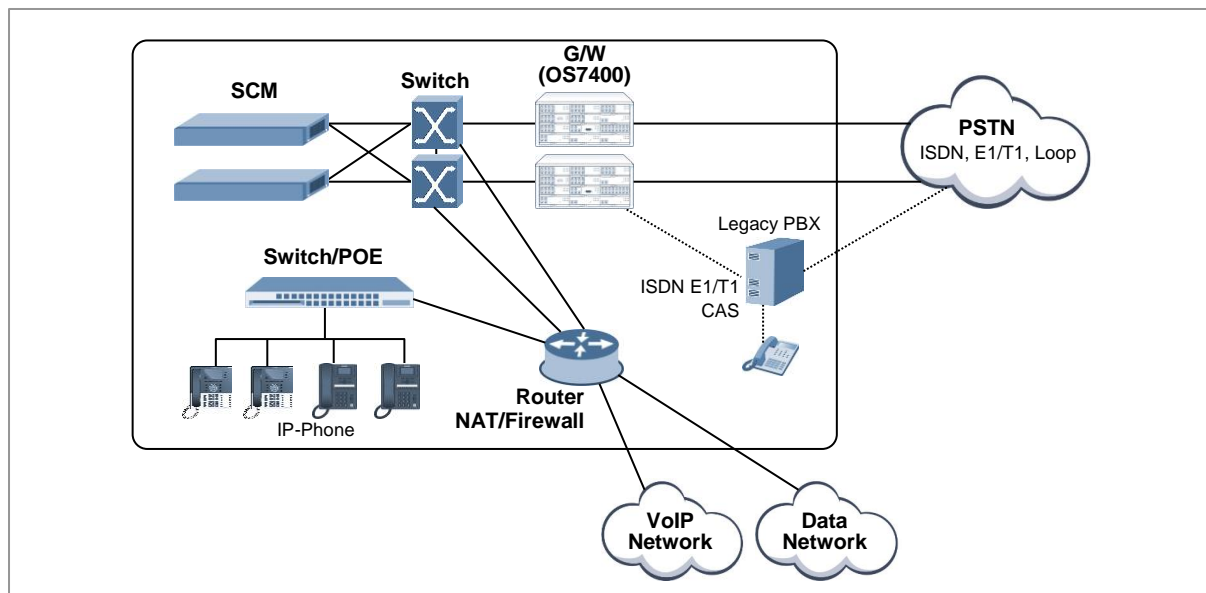 G/W
(OS7400)
SCM
Switch
PSTN
ISDN, E1/T1, Loop
Legacy PBX
Switch/POE
ISDN E1/T1
CAS
Router
NAT/Firewall
IP-Phone
VoIP
Network
Data
Network